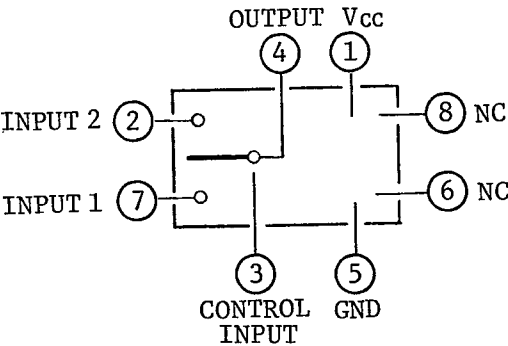 OUTPUT Vcc
4 1
INPUT 2 2
8 NC
INPUT 1 7
6 NC
3 5
CONTROL GND
INPUT